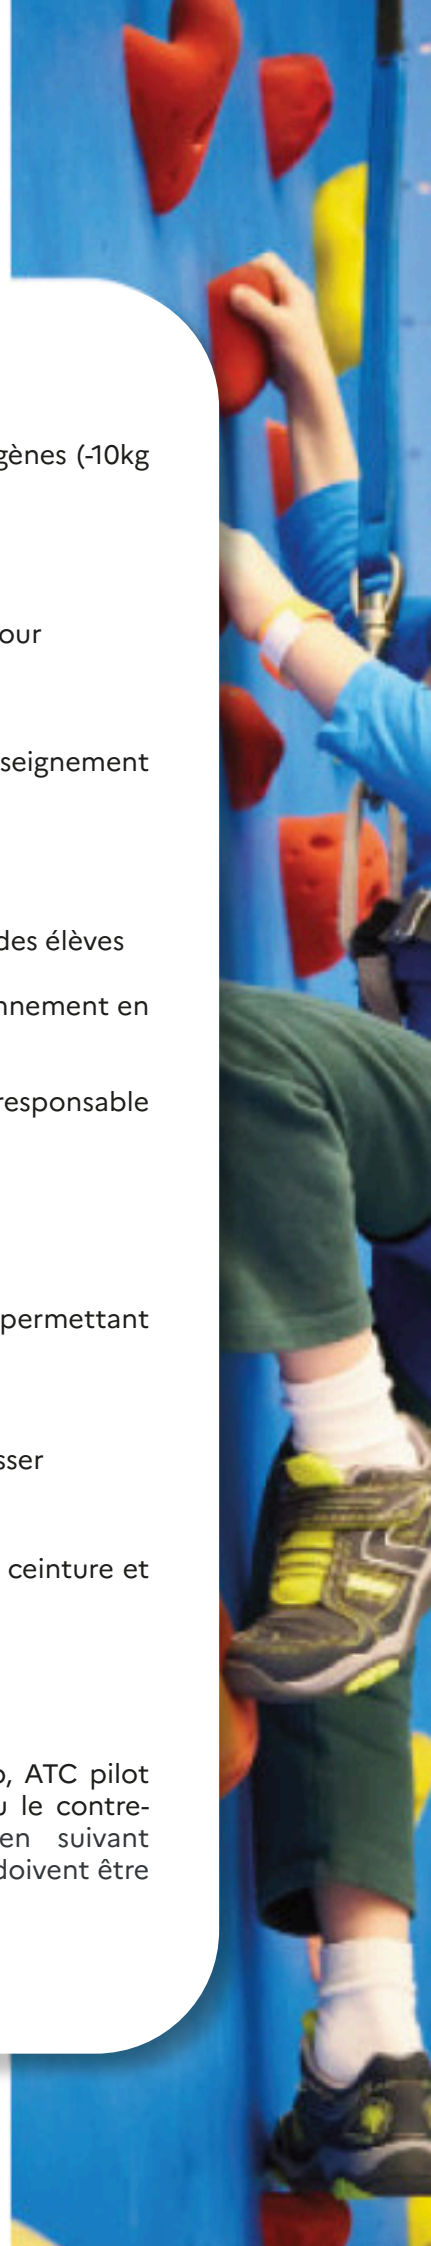 gènes (-10kg
our
seignement
des élèves
nnement en
responsable
permettant
sser
ceinture et
, ATC pilot
u le contre-
en suivant
doivent être